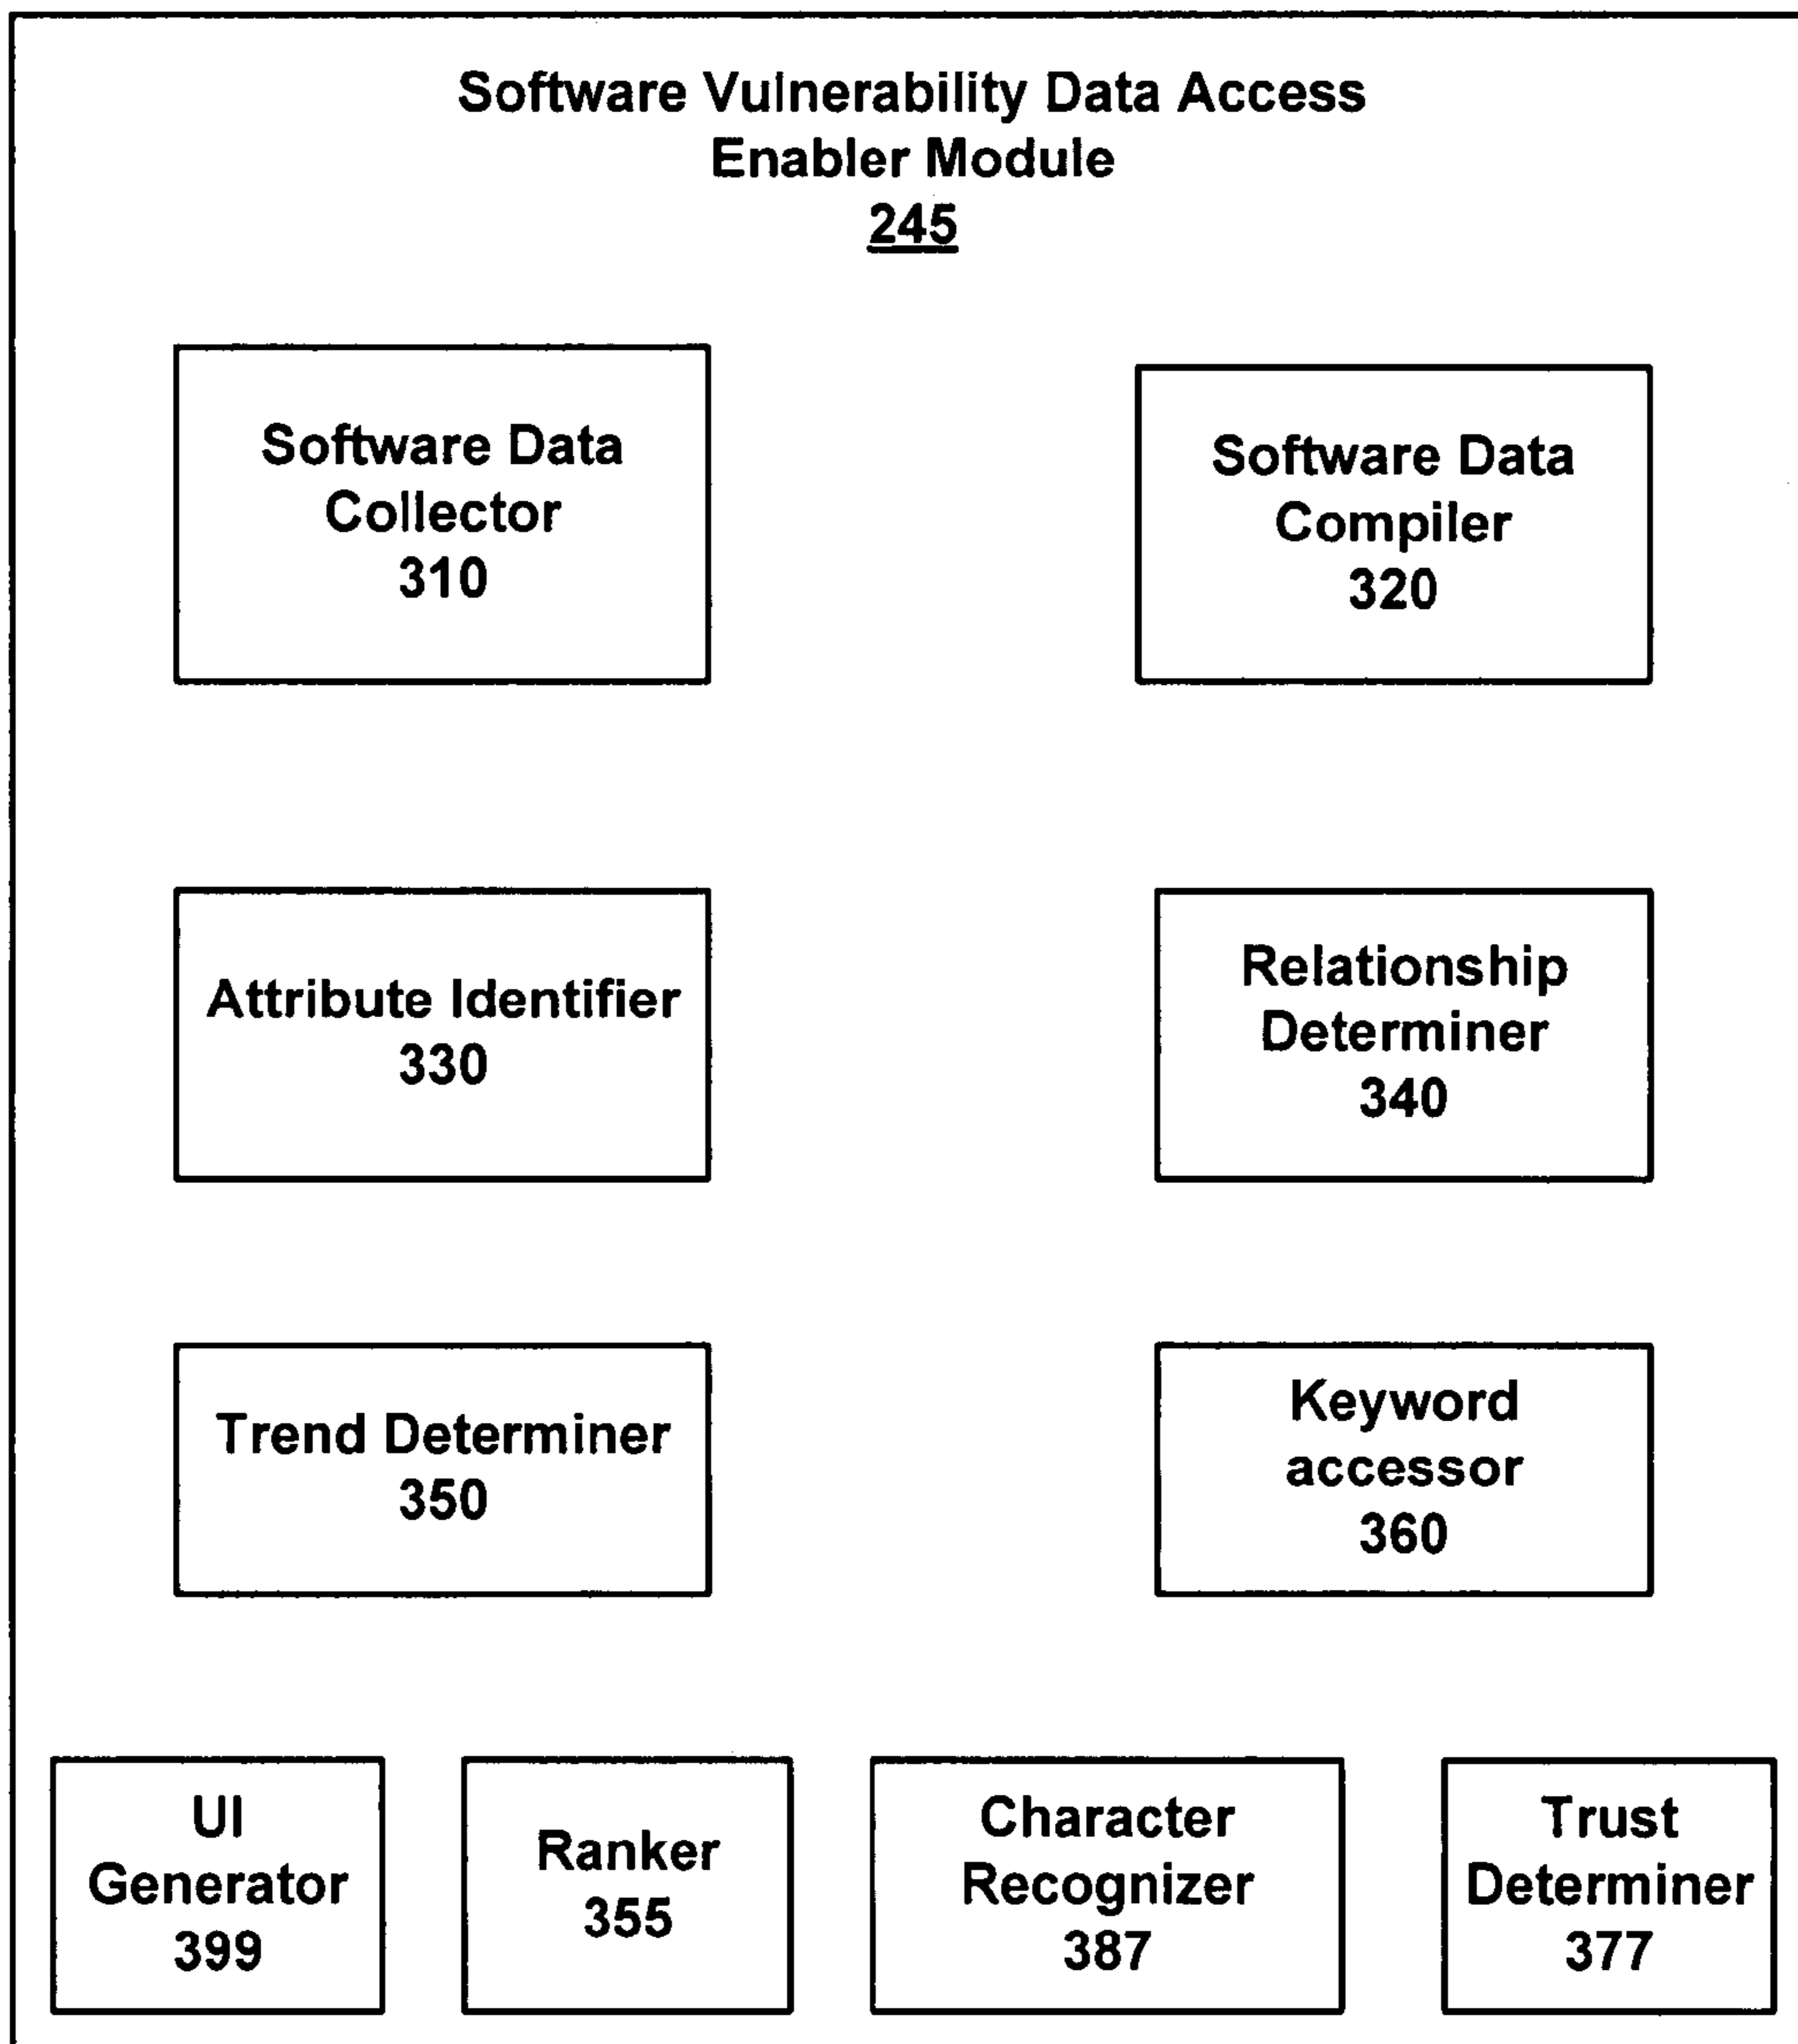 Software Vulnerability Data Access
Enabler Module
245
Software Data
Collector
310
Software Data
Compiler
320
Attribute Identifier
330
Relationship
Determiner
340
Trend Determiner
350
Keyword
accessor
360
UI
Generator
399
Ranker
355
Character
Recognizer
387
Trust
Determiner
377